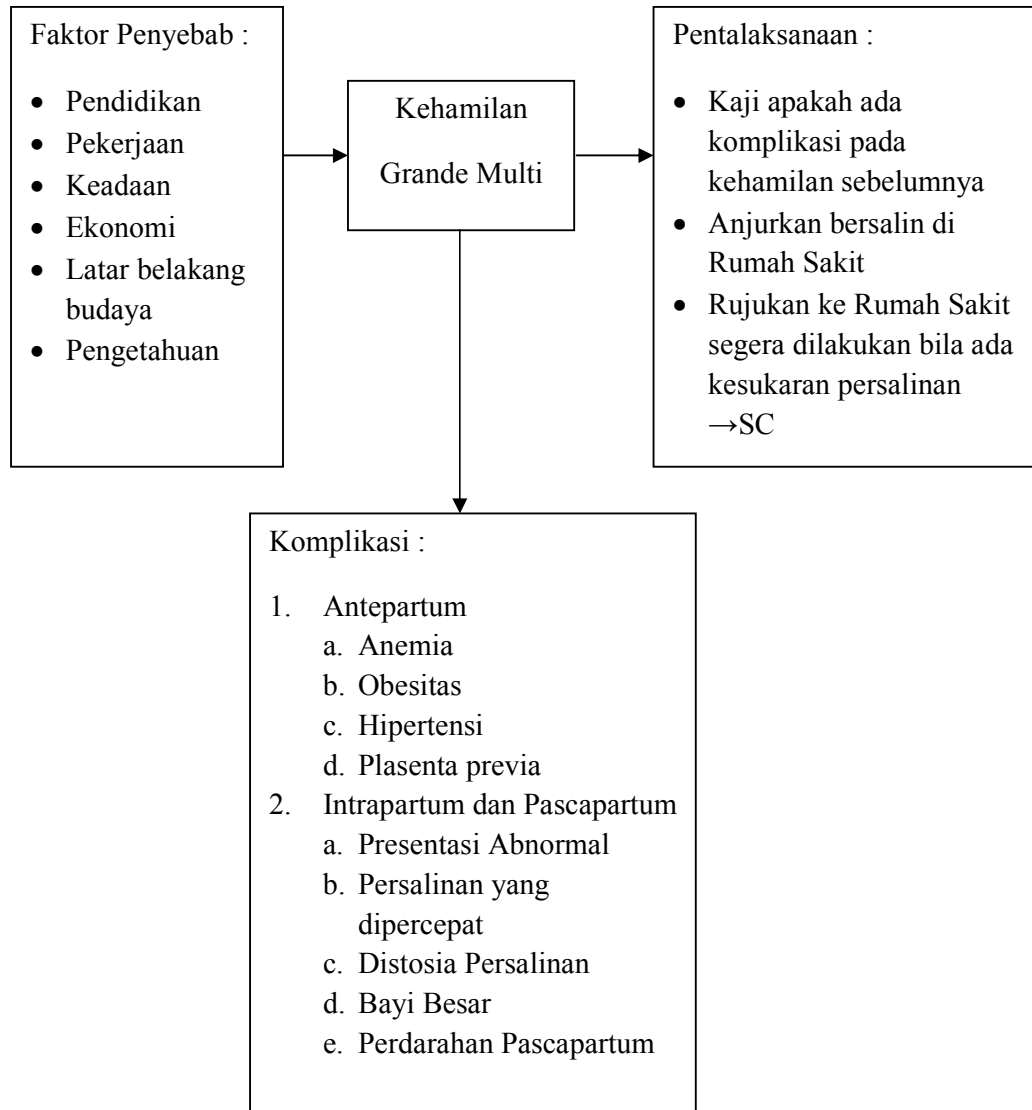 Faktor Penyebab :
• Pendidikan
• Pekerjaan
• Keadaan
• Ekonomi
• Latar belakang
budaya
• Pengetahuan
Kehamilan
Grande Multi
Pentalaksanaan :
• Kaji apakah ada
komplikasi pada
kehamilan sebelumnya
• Anjurkan bersalin di
Rumah Sakit
• Rujukan ke Rumah Sakit
segera dilakukan bila ada
kesukaran persalinan
→SC
Komplikasi :
1. Antepartum
a. Anemia
b. Obesitas
c. Hipertensi
d. Plasenta previa
2. Intrapartum dan Pascapartum
a. Presentasi Abnormal
b. Persalinan yang
dipercepat
c. Distosia Persalinan
d. Bayi Besar
e. Perdarahan Pascapartum